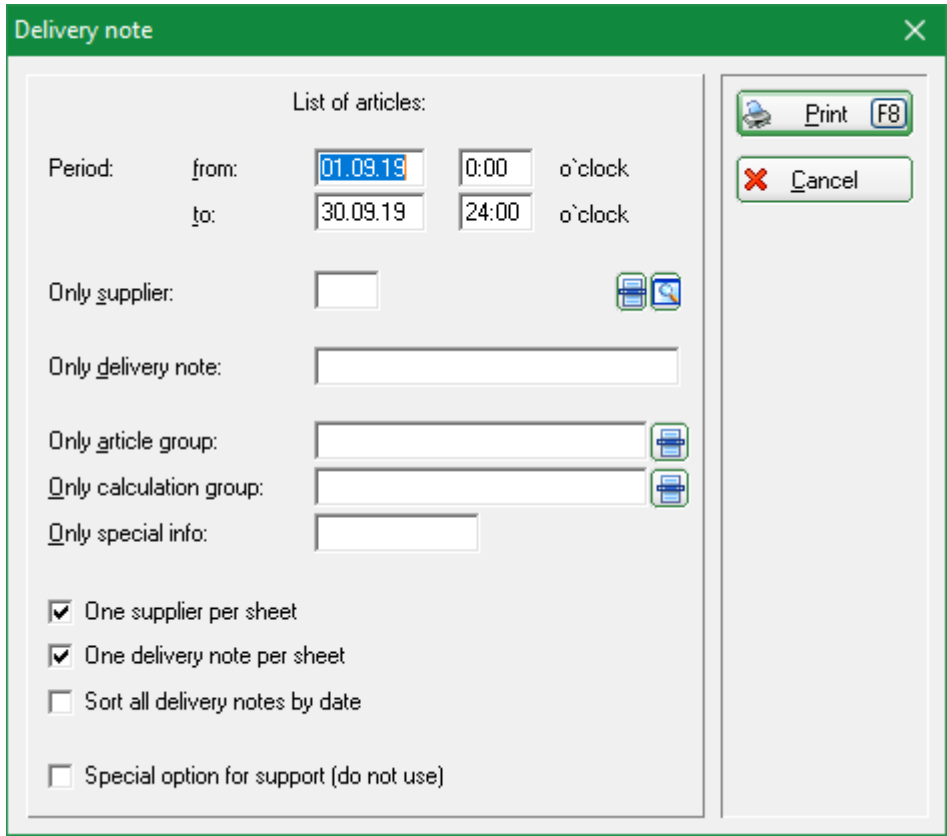 Delivery note
List of articles:
Print F8
Period: from: 01.09.19 0:00 o`clock
Cancel
to: 30.09.19 24:00 o`clock
Only supplier:
Only delivery note:
Only article group:
Only calculation group:
Only special info:
One supplier per sheet
One delivery note per sheet
Sort all delivery notes by date
Special option for support (do not use)